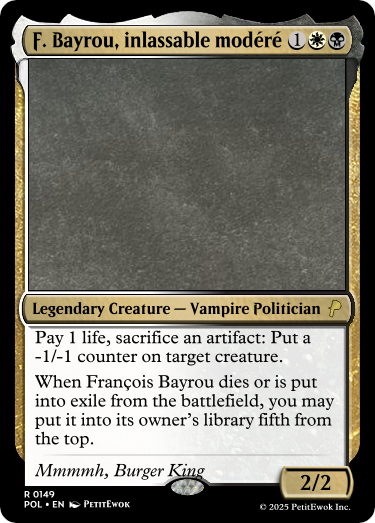 F. Bayrou, inlassable modéré 1
Legendary Creature — Vampire Politician
Pay 1 life, sacrifice an artifact: Put a
-1/-1 counter on target creature.
When François Bayrou dies or is put
into exile from the battlefield, you may
put it into its owner's library fifth from
the top.
Mmmmh, Burger King
2/2
R 0149
POL • EN PetitEwok
© 2025 PetitEwok Inc.